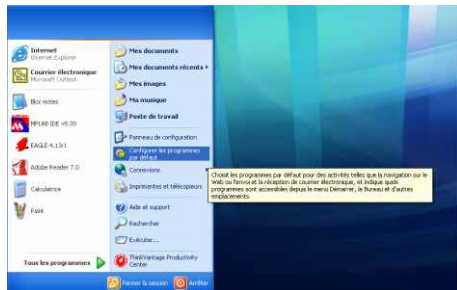 Internet
Internet Explorer
Courrier électronique
Microsoft Outlook
Bloc-notes
MPLAB IDE v6.30
EAGLE 4.13r1
Adobe Reader 7.0
Calculatrice
Paint
Tous les programmes
Mes documents
Mes documents récents
Mes images
Ma musique
Poste de travail
Panneau de configuration
Configurer les programmes
par défaut
Connexions
Imprimantes et télécopieurs
Aide et support
Rechercher
Exécuter...
ThinkVantage Productivity
Center
Choisit les programmes par défaut pour des activités telles que la navigation sur le
Web ou l'envoi et la réception de courrier électronique, et indique quels
programmes sont accessibles depuis le menu Démarrer, le Bureau et d'autres
emplacements.
Fermer la session
Arrêter